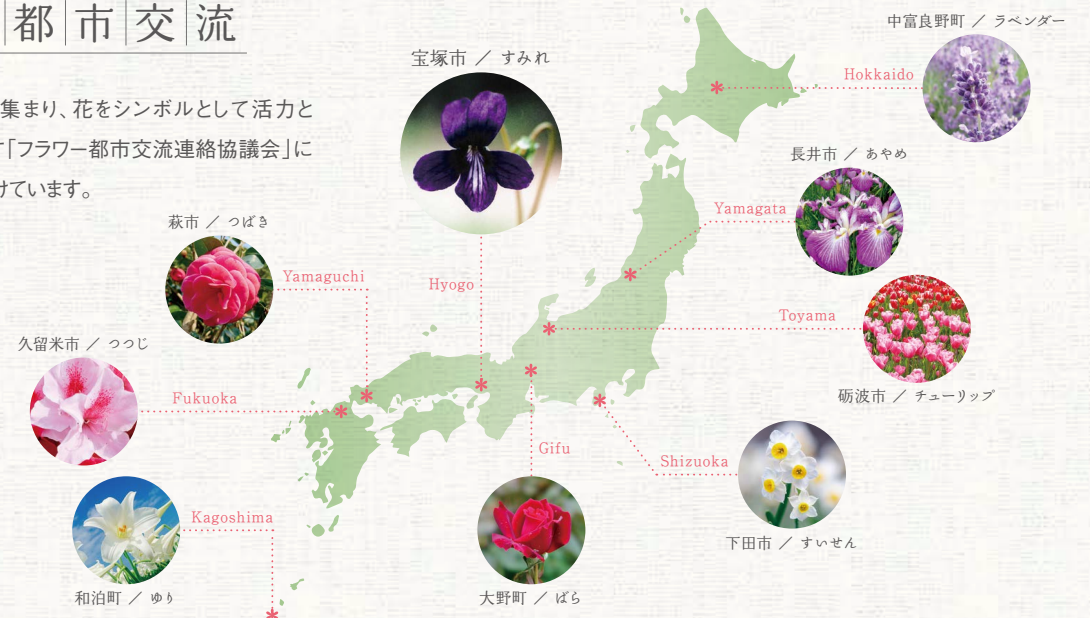 都市交流
集まり、花をシンボルとして活力と
「フラワー都市交流連絡協議会」に
けています。
中富良野町 ／ ラベンダー
Hokkaido
宝塚市 ／ すみれ
Hyogo
長井市 ／ あやめ
Yamagata
萩市 ／ つばき
Yamaguchi
Toyama
砺波市 ／ チューリップ
久留米市 ／ つつじ
Fukuoka
Gifu
大野町 ／ ばら
Shizuoka
下田市 ／ すいせん
Kagoshima
和泊町 ／ ゆり